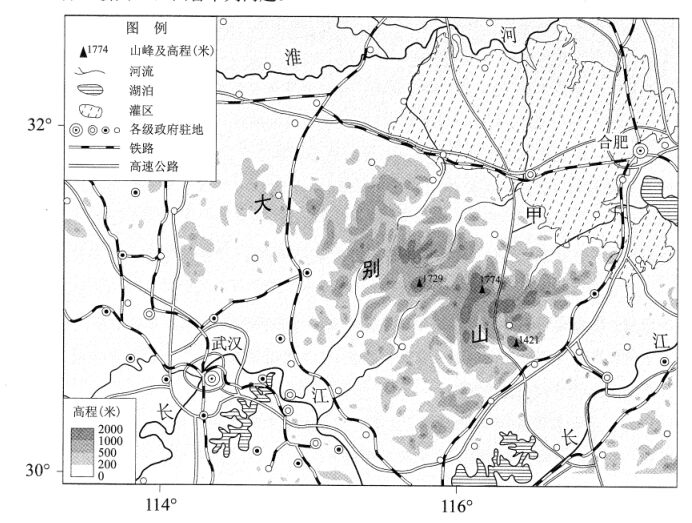 图 例
1774 山峰及高程(米)
河流
湖泊
灌区
各级政府驻地
铁路
高速公路
淮
河
32°
合肥
大
甲
别
1729
1774
山
1421
武汉
江
江
长
长
高程(米)
2000
1000
500
200
0
30°
114°
116°